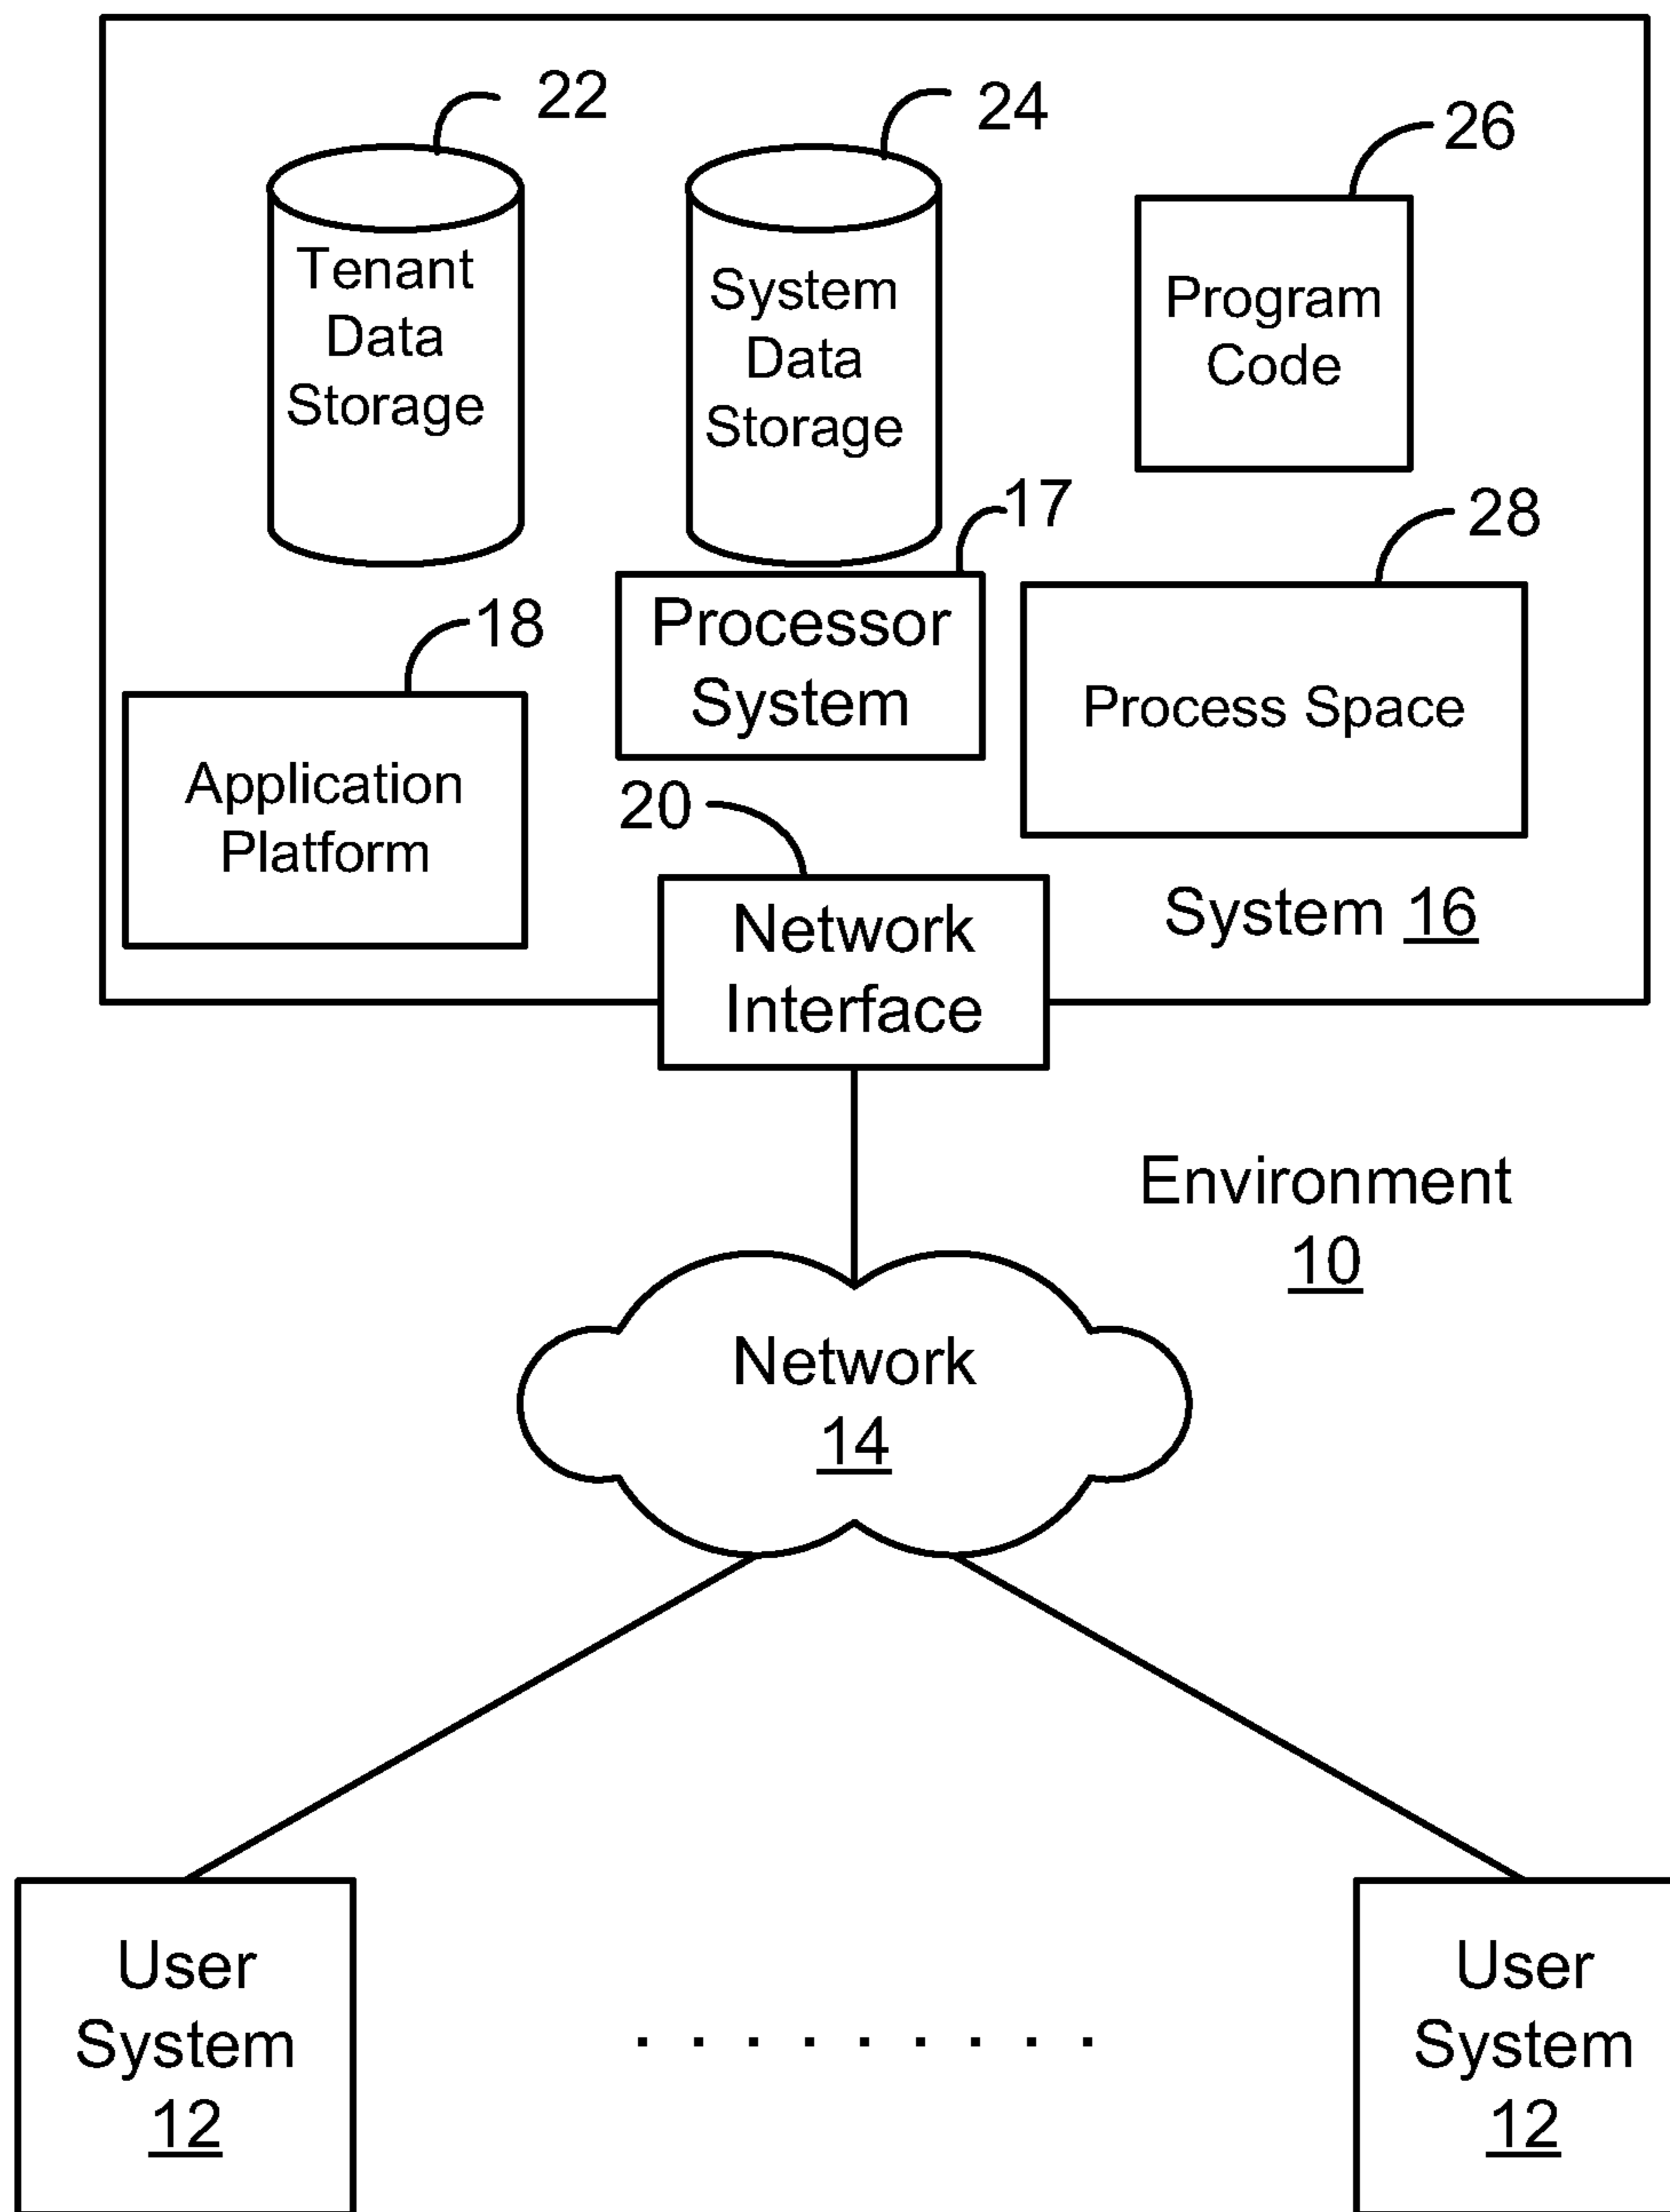 22
24
26
Tenant
Data
Storage
System
Data
Storage
Program
Code
17
28
18
Processor
System
Process Space
Application
Platform
20
System 16
Network
Interface
Environment
10
Network
14
User
System
12
. . . . . . . . .
User
System
12